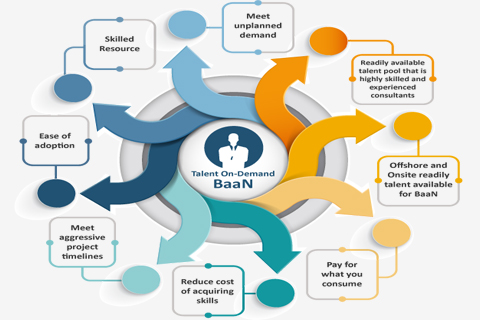 Meet
unplanned
demand
Skilled
Resource
Readily available
talent pool that is
highly skilled and
experienced
consultants
Ease of
adoption
Talent On-Demand
BaaN
Offshore and
Onsite readily
talent available
for BaaN
Meet
aggressive
project
timelines
Reduce cost
of acquiring
skills
Pay for
what you
consume